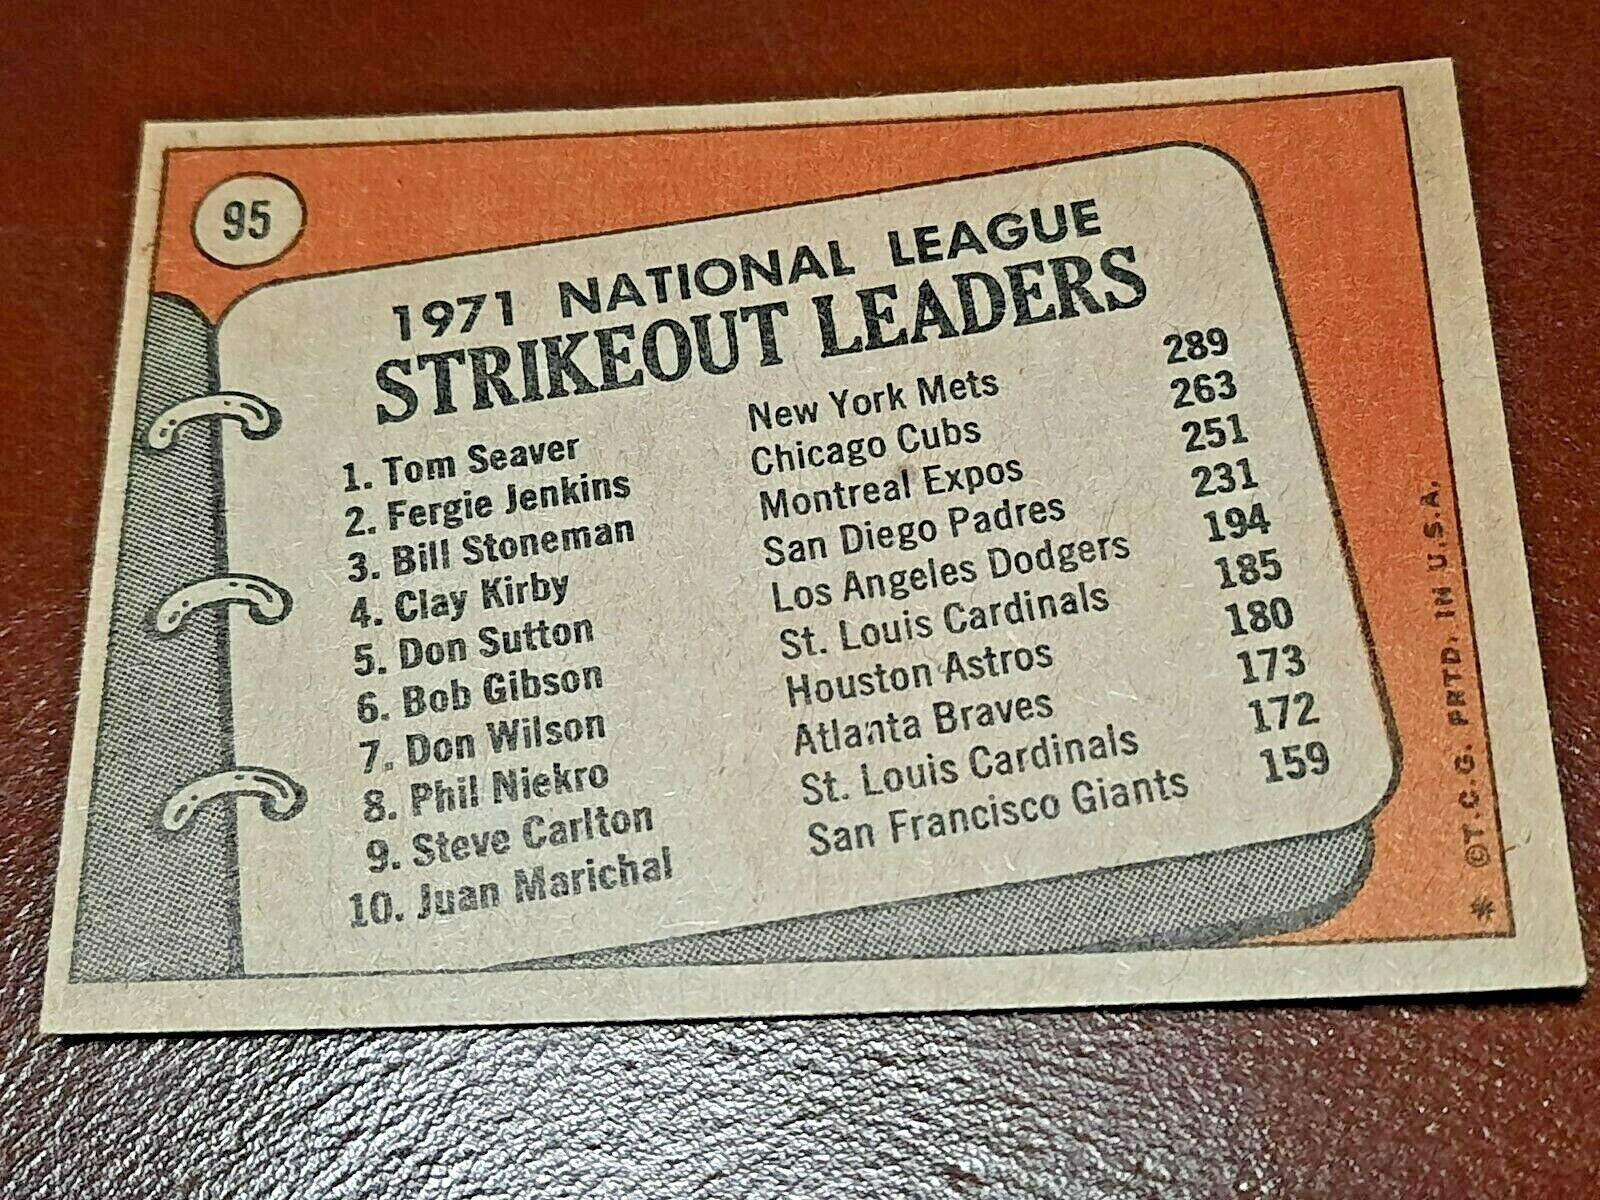 95
1971 NATIONAL LEAGUE
STRIKEOUT LEADERS
1. Tom Seaver New York Mets 289
2. Fergie Jenkins Chicago Cubs 263
3. Bill Stoneman Montreal Expos 251
4. Clay Kirby San Diego Padres 231
5. Don Sutton Los Angeles Dodgers 194
6. Bob Gibson St. Louis Cardinals 185
7. Don Wilson Houston Astros 180
8. Phil Niekro Atlanta Braves 173
9. Steve Carlton St. Louis Cardinals 172
10. Juan Marichal San Francisco Giants 159
* ©T.C.G. PRTD. IN U.S.A.